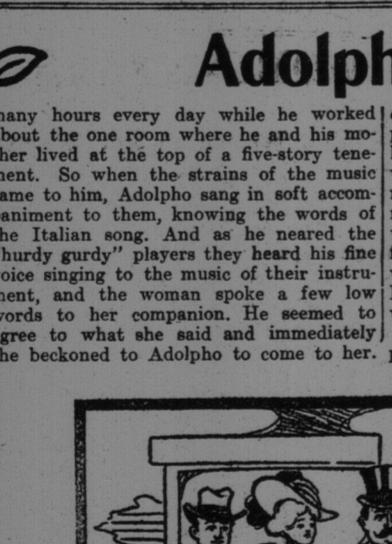 Adolph
many hours every day while he worked
about the one room where he and his mo-
ther lived at the top of a five-story tene-
ment. So when the strains of the music
came to him, Adolpho sang in soft accom-
paniment to them, knowing the words of
the Italian song. And as he neared the
"hurdy gurdy" players they heard his fine
voice singing to the music of their instru-
ment, and the woman spoke a few low
words to her companion. He seemed to
agree to what she said and immediately
she beckoned to Adolpho to come to her.